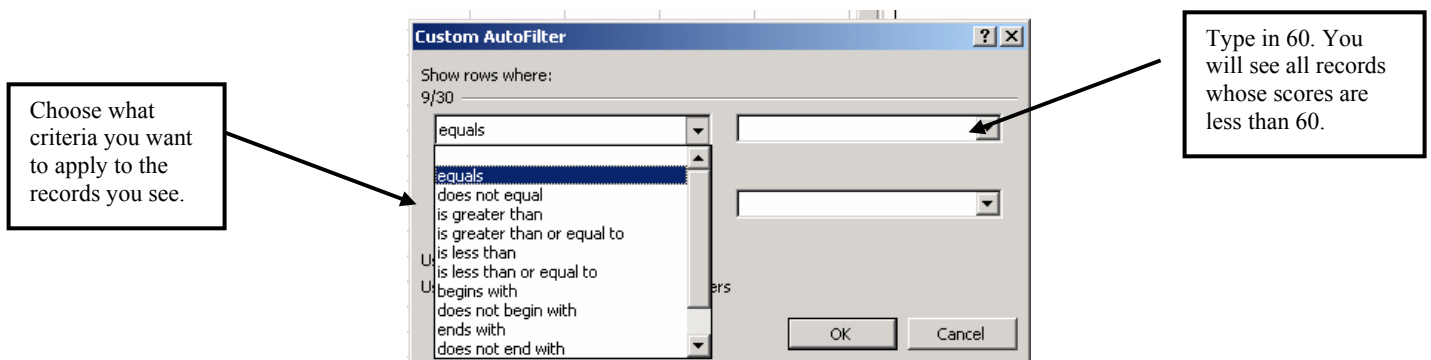 Custom AutoFilter
Show rows where:
9/30
equals
equals
does not equal
is greater than
is greater than or equal to
is less than
is less than or equal to
begins with
does not begin with
ends with
does not end with
OK
Cancel
Choose what
criteria you want
to apply to the
records you see.
Type in 60. You
will see all records
whose scores are
less than 60.